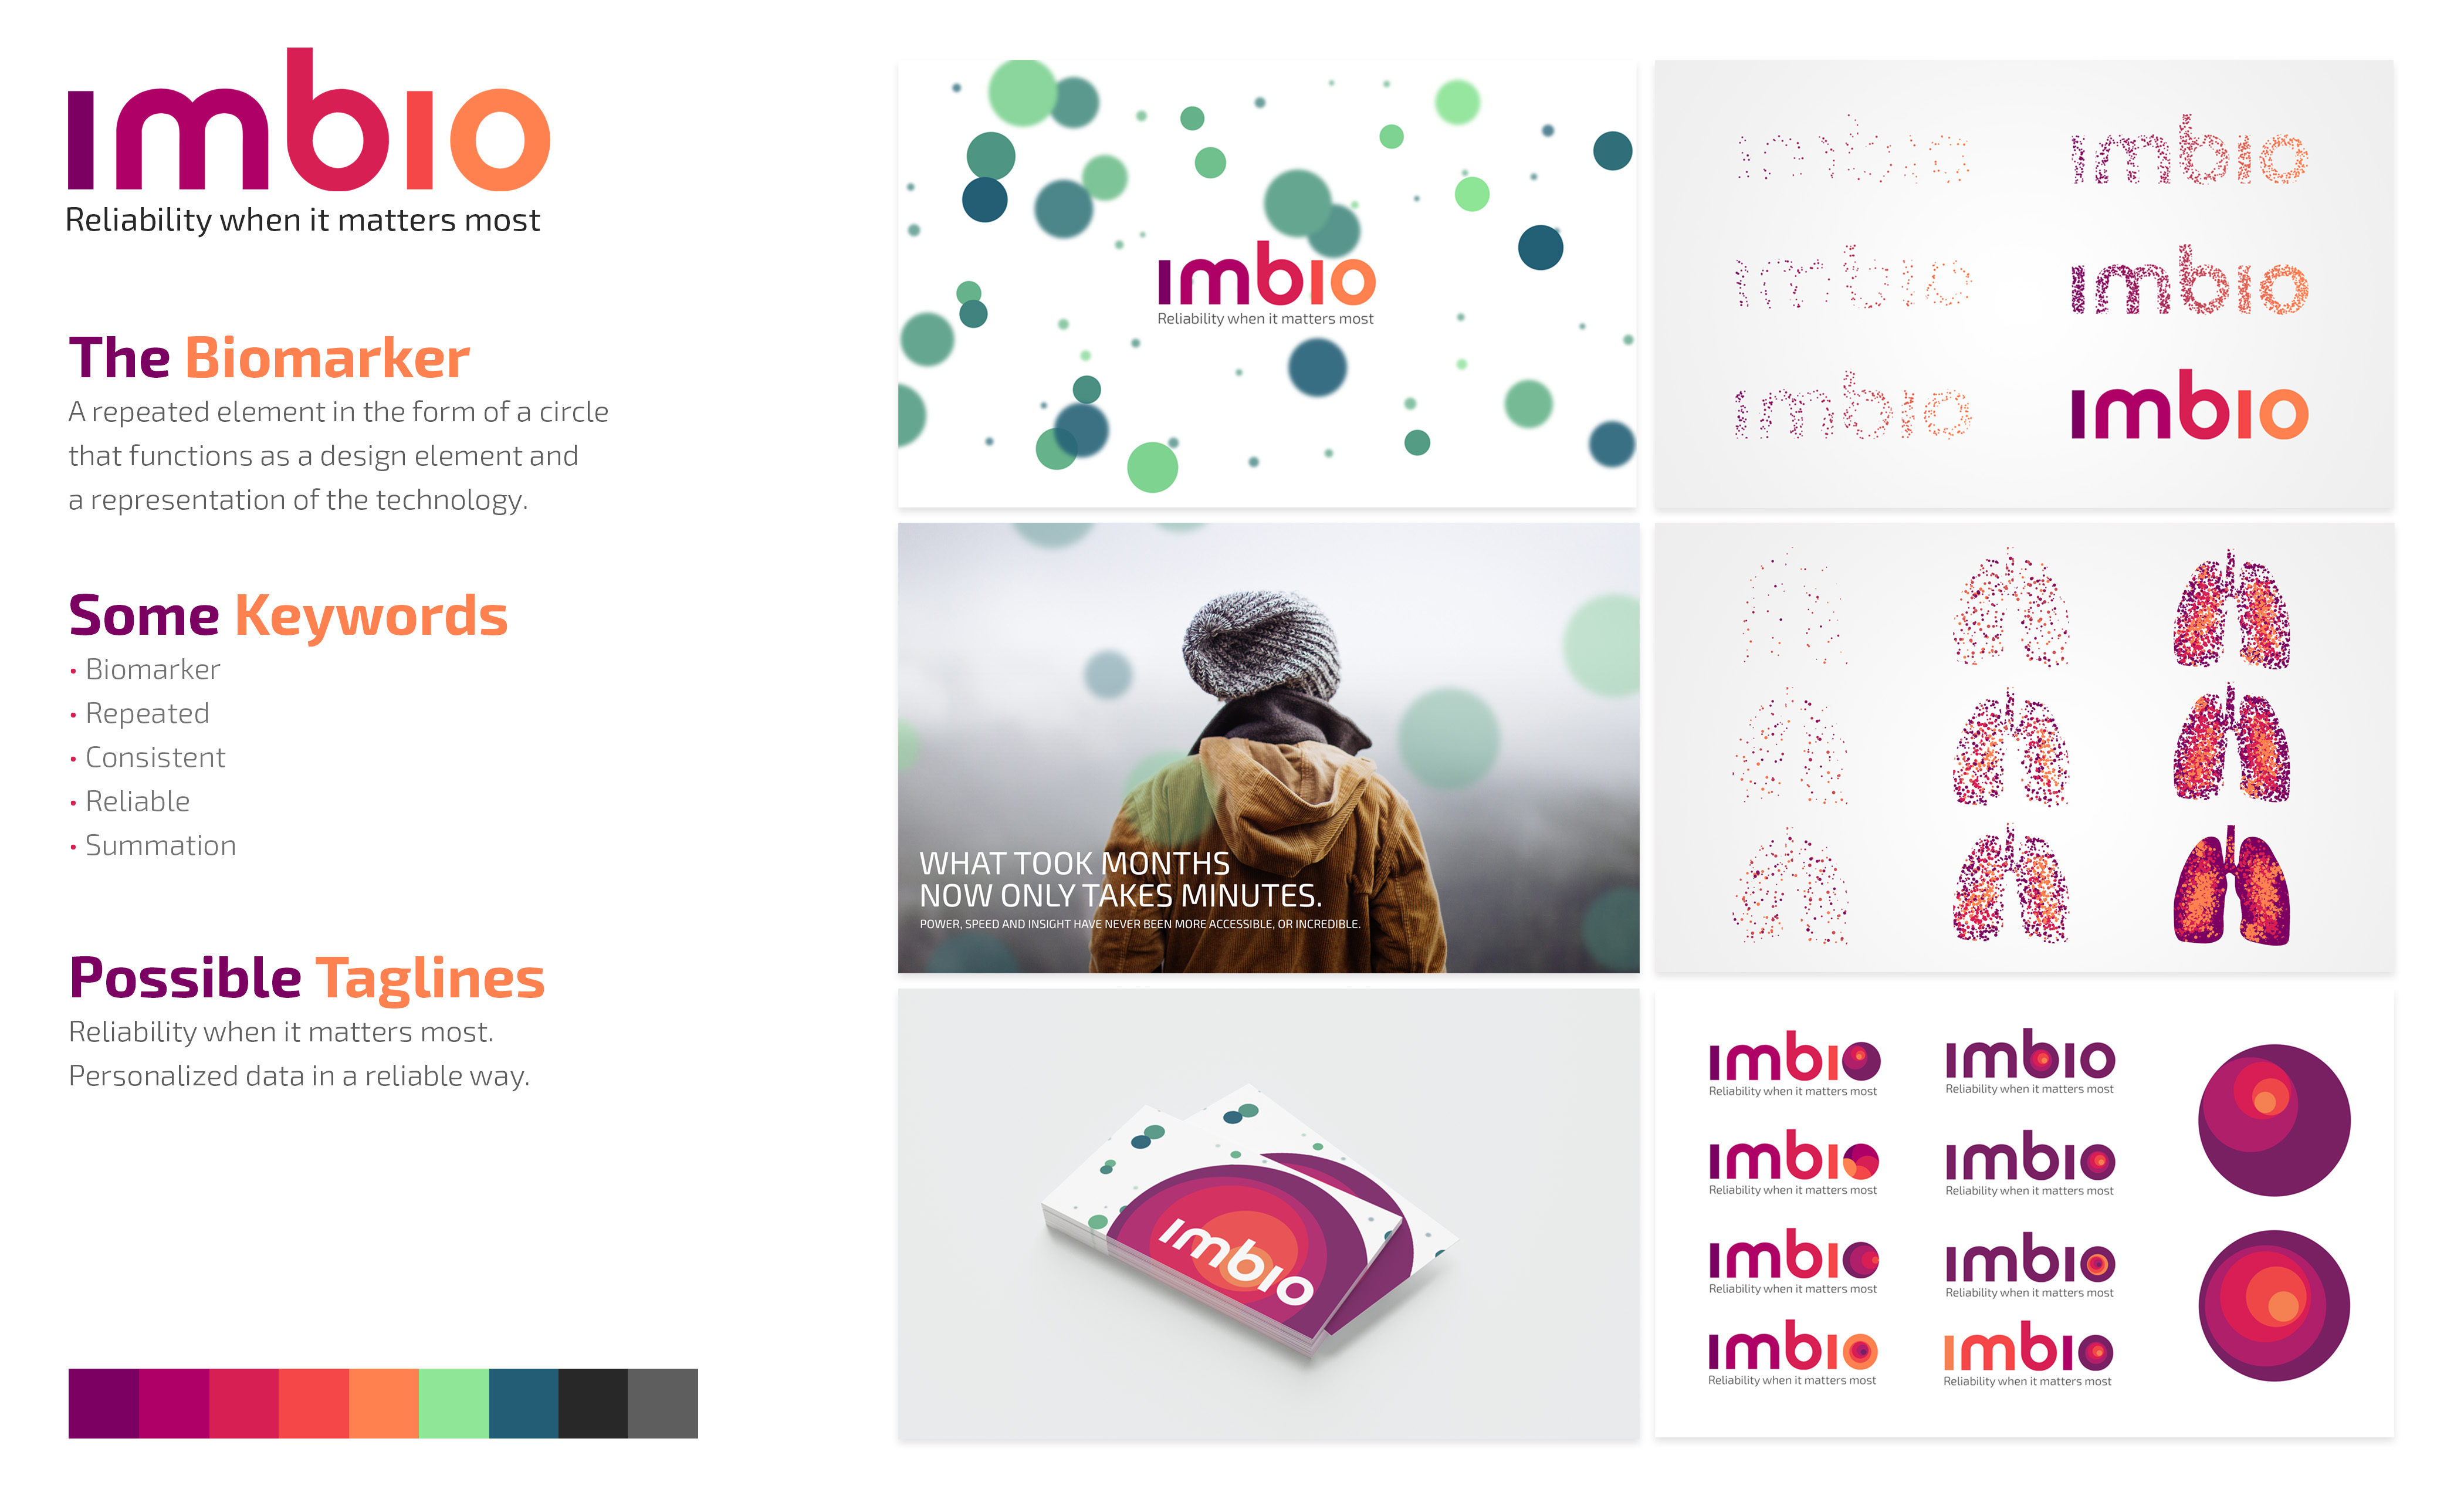 imbio
Reliability when it matters most
The Biomarker
A repeated element in the form of a circle
that functions as a design element and
a representation of the technology.
Some Keywords
• Biomarker
• Repeated
• Consistent
• Reliable
• Summation
Possible Taglines
Reliability when it matters most.
Personalized data in a reliable way.
imbio
Reliability when it matters most
WHAT TOOK MONTHS
NOW ONLY TAKES MINUTES.
POWER, SPEED AND INSIGHT HAVE NEVER BEEN MORE ACCESSIBLE, OR INCREDIBLE.
imbio
imbio
imbio
imbio
imbio
imbio
imbio
imbio
Reliability when it matters most
imbio
Reliability when it matters most
imbio
Reliability when it matters most
imbio
Reliability when it matters most
imbio
Reliability when it matters most
imbio
Reliability when it matters most
imbio
Reliability when it matters most
imbio
Reliability when it matters most